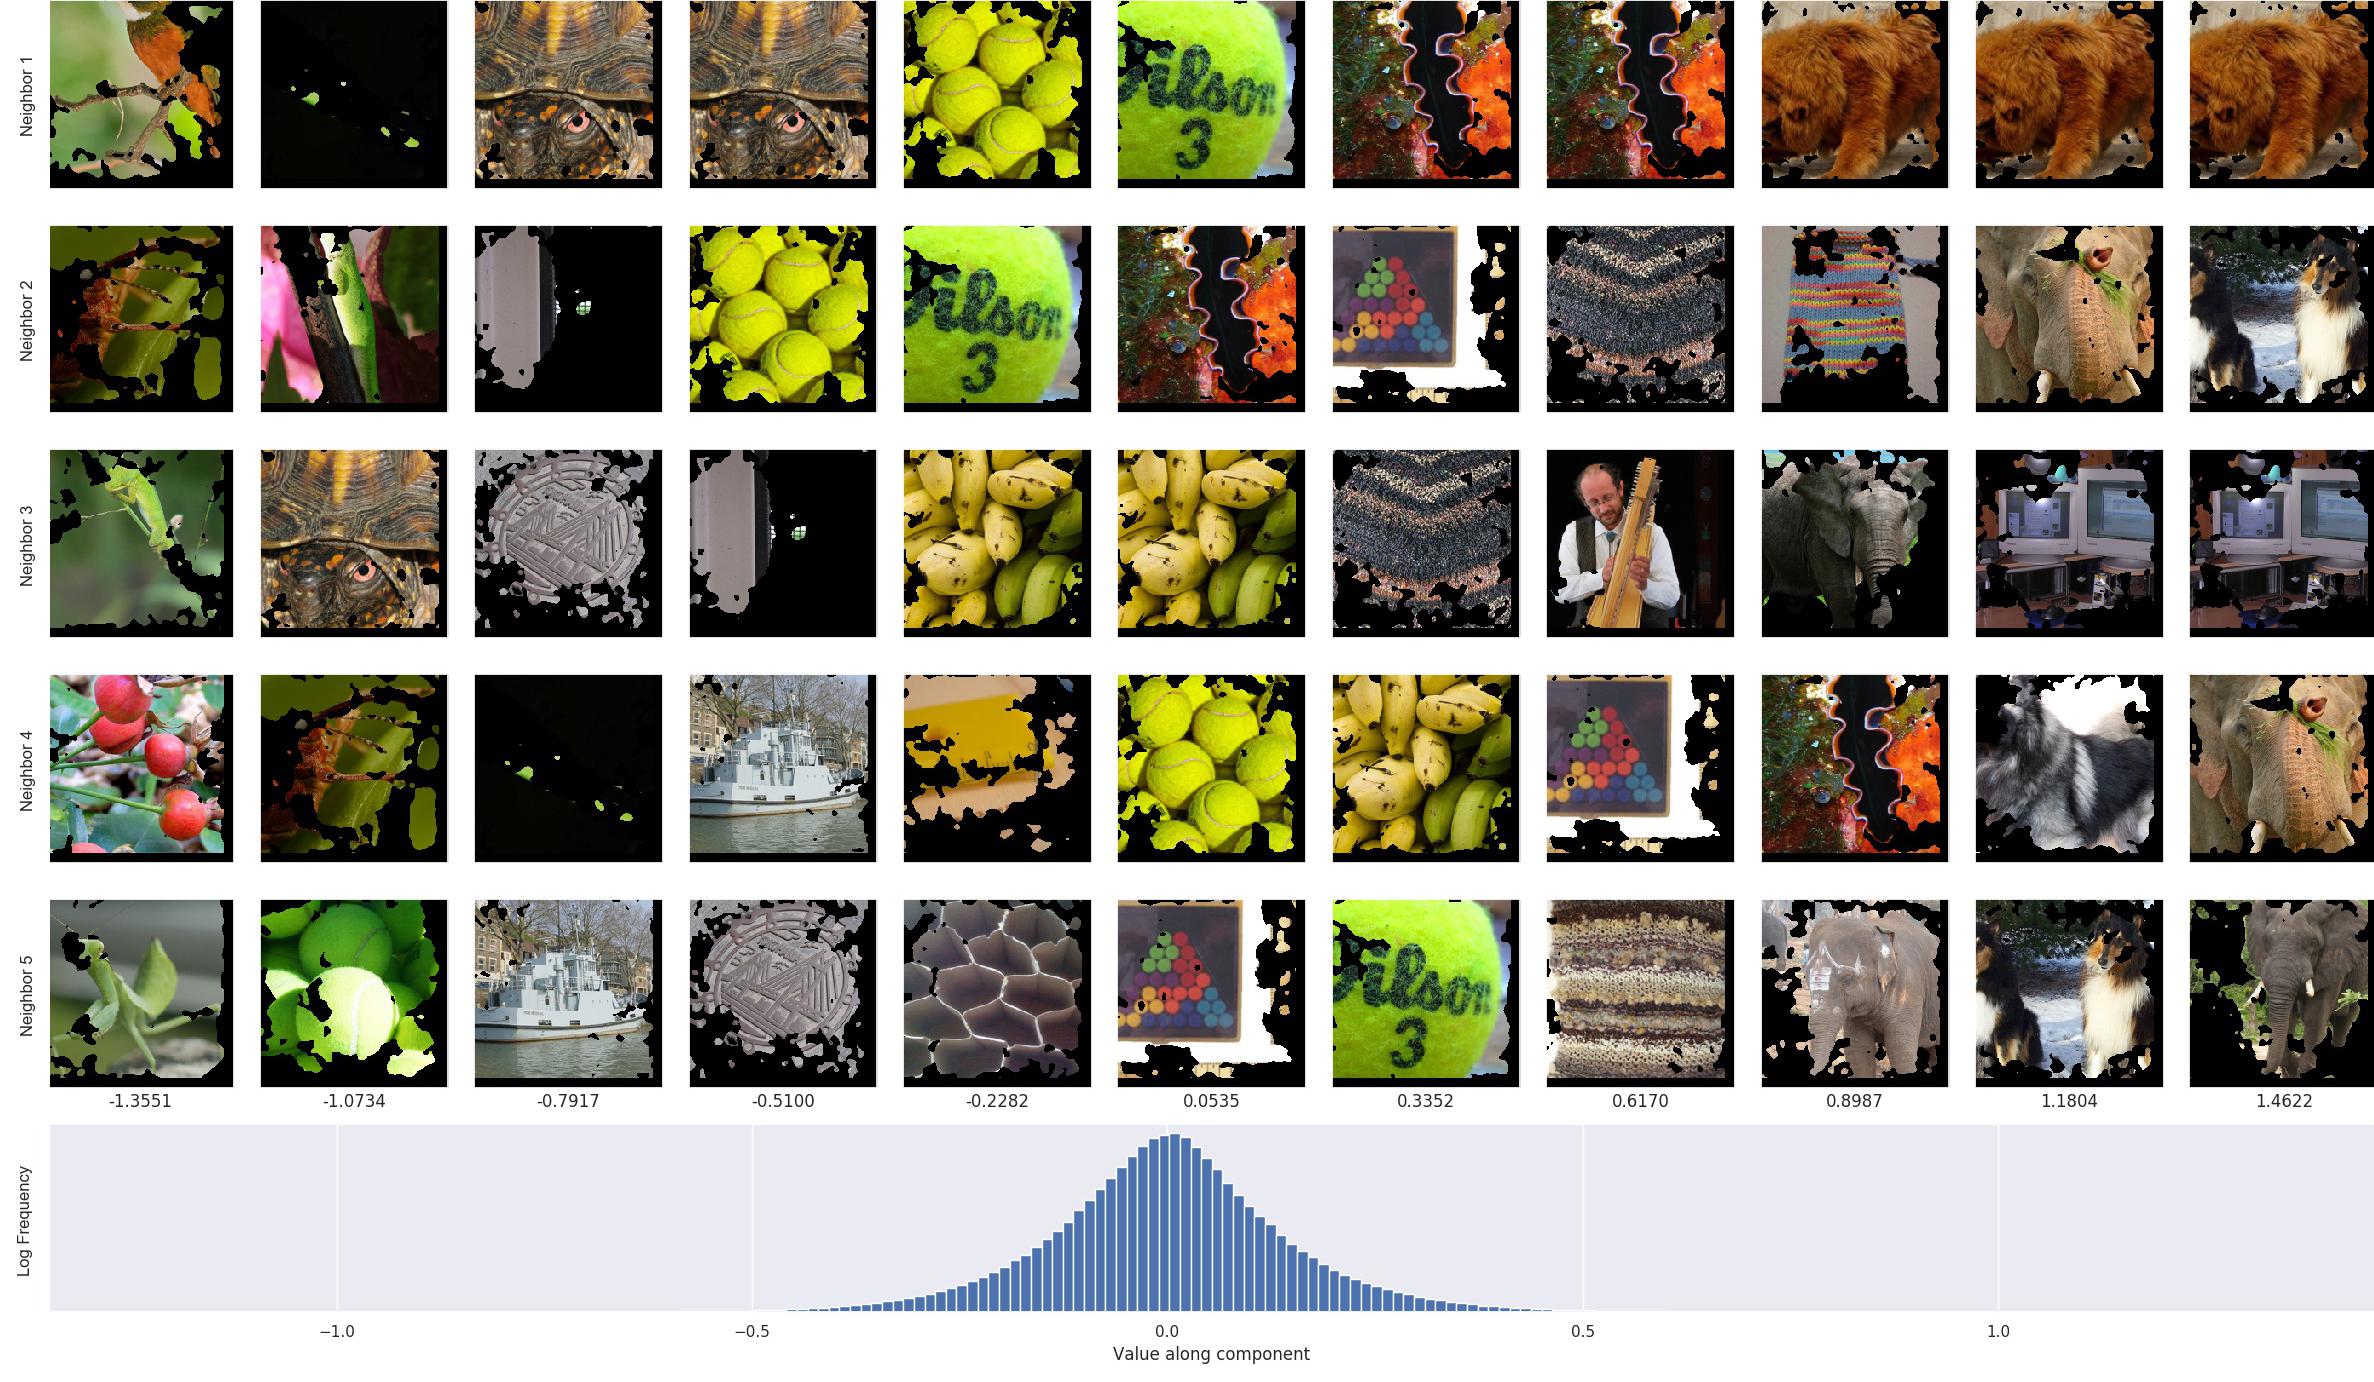 Neighbor 1
ilson
3
Neighbor 2
ilson
3
Neighbor 3
Neighbor 4
Neighbor 5
ilson
3
-1.3551
-1.0734
-0.7917
-0.5100
-0.2282
0.0535
0.3352
0.6170
0.8987
1.1804
1.4622
Log Frequency
−1.0
−0.5
0.0
0.5
1.0
Value along component